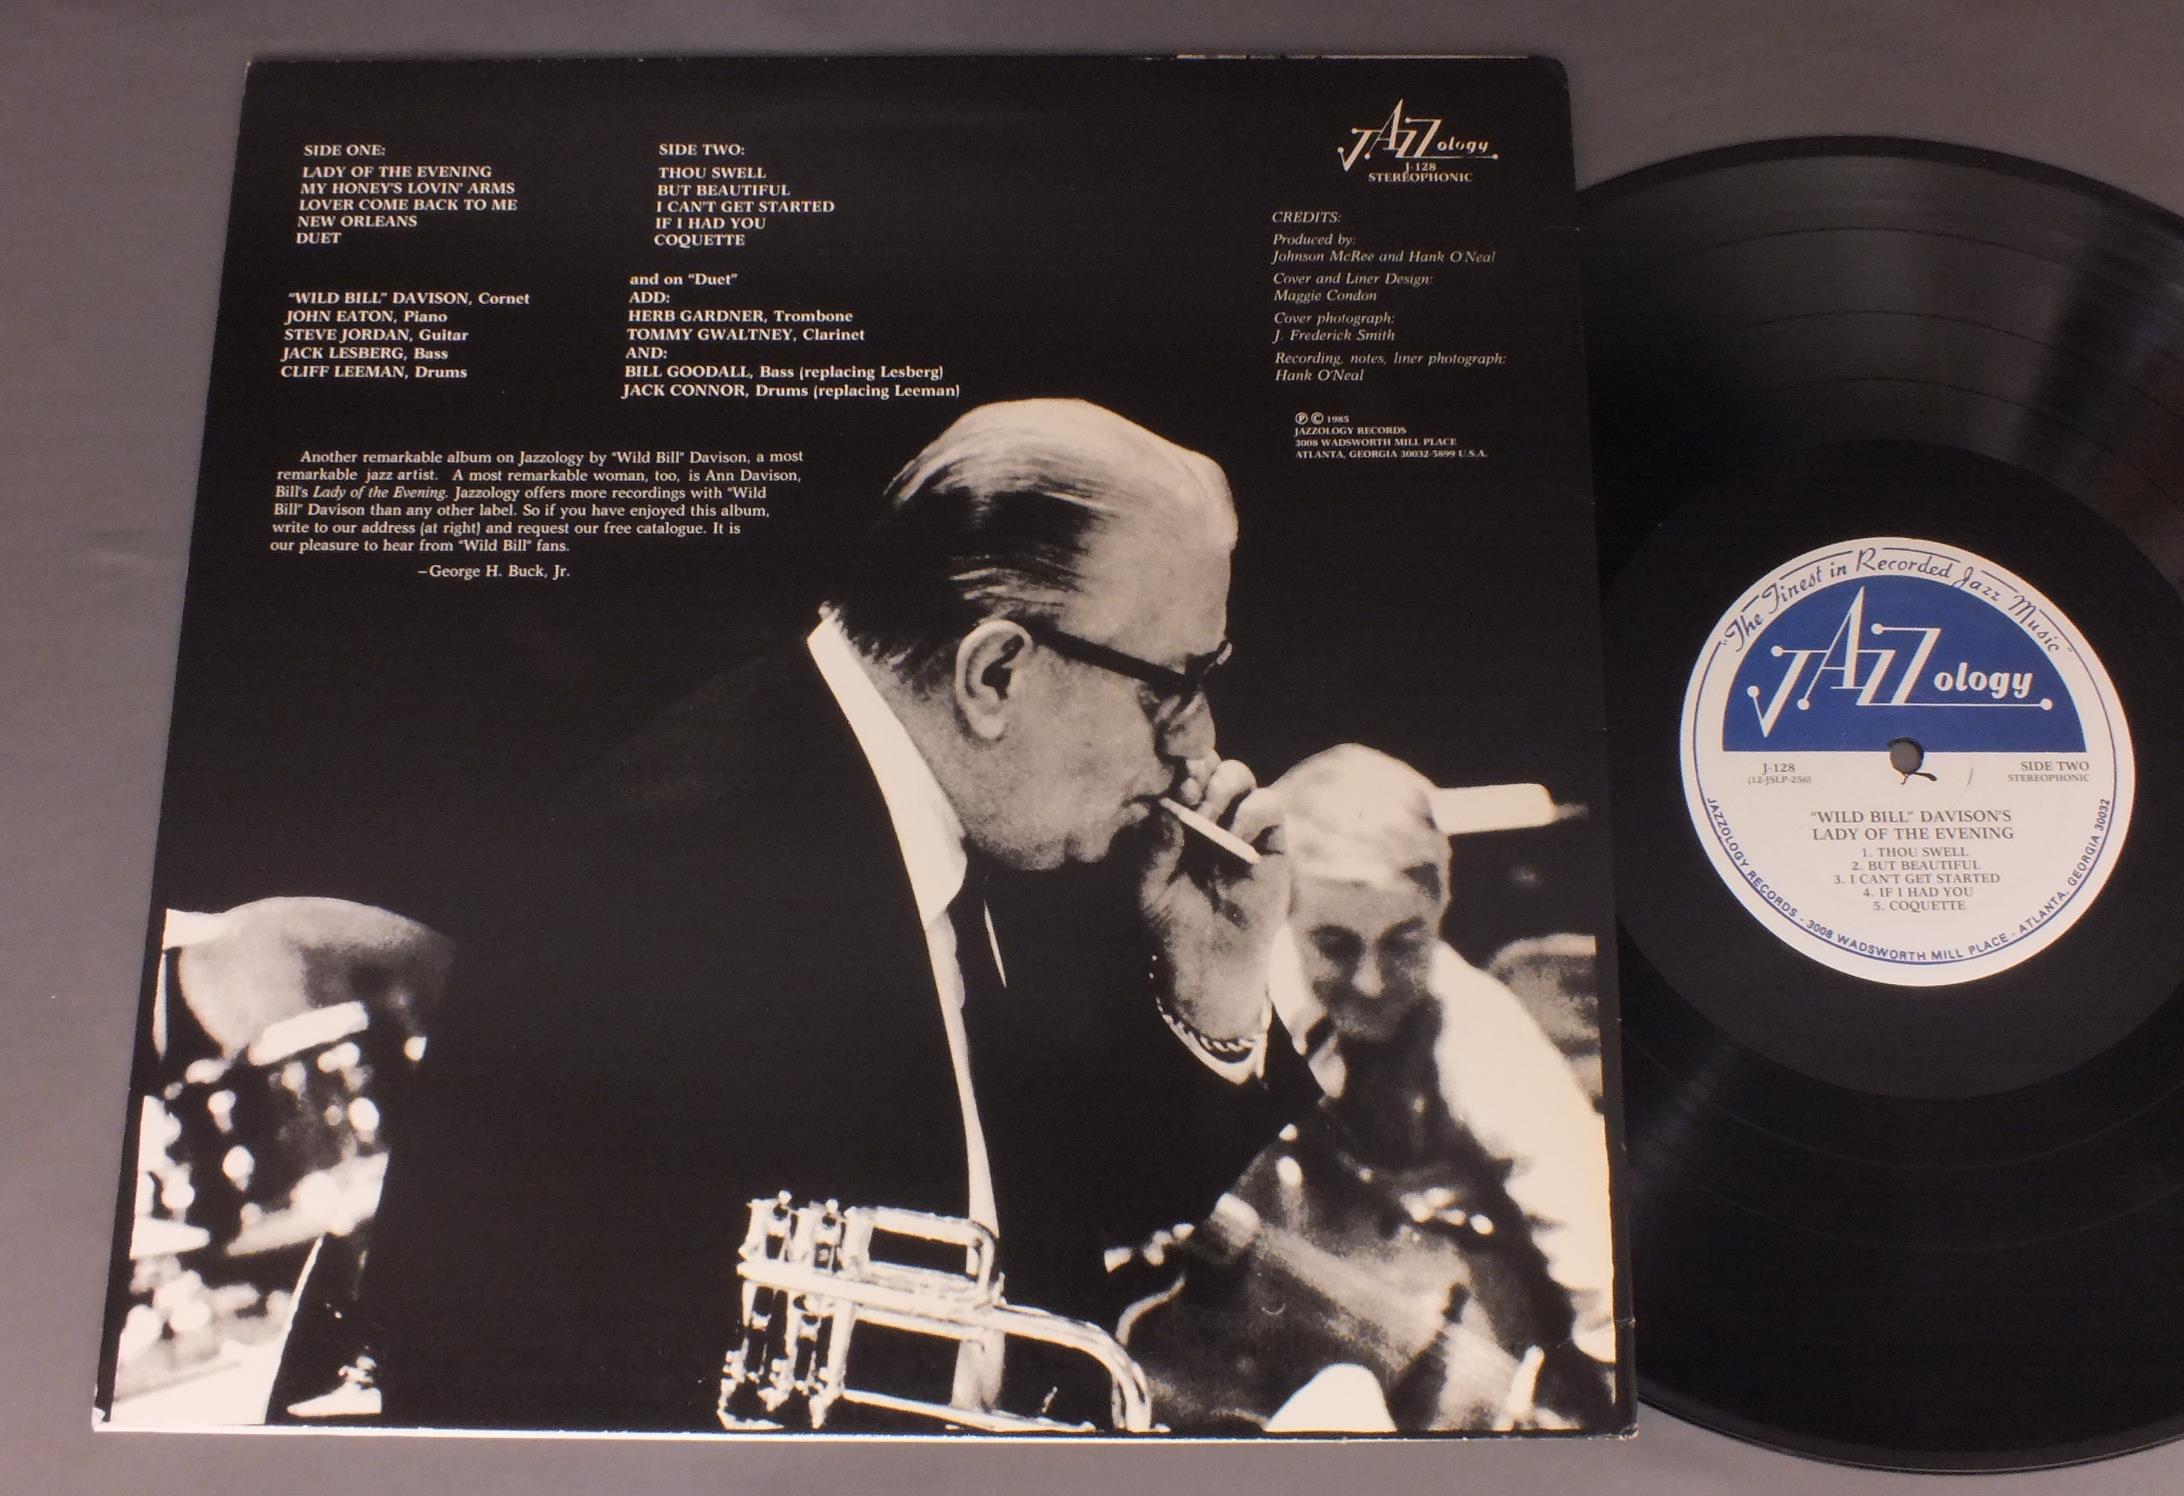 SIDE ONE:
LADY OF THE EVENING
MY HONEY'S LOVIN' ARMS
LOVER COME BACK TO ME
NEW ORLEANS
DUET
"WILD BILL" DAVISON, Cornet
JOHN EATON, Piano
STEVE JORDAN, Guitar
JACK LESBERG, Bass
CLIFF LEEMAN, Drums
SIDE TWO:
THOU SWELL
BUT BEAUTIFUL
I CAN'T GET STARTED
IF I HAD YOU
COQUETTE
and on "Duet"
ADD:
HERB GARDNER, Trombone
TOMMY GWALTNEY, Clarinet
AND:
BILL GOODALL, Bass (replacing Lesberg)
JACK CONNOR, Drums (replacing Leeman)
Another remarkable album on Jazzology by "Wild Bill" Davison, a most
remarkable jazz artist. A most remarkable woman, too, is Ann Davison,
Bill's Lady of the Evening. Jazzology offers more recordings with "Wild
Bill" Davison than any other label. So if you have enjoyed this album,
write to our address (at right) and request our free catalogue. It is
our pleasure to hear from "Wild Bill" fans.
—George H. Buck, Jr.
JAZZology
J-128
STEREOPHONIC
CREDITS:
Produced by:
Johnson McRee and Hank O'Neal
Cover and Liner Design:
Maggie Condon
Cover photograph:
J. Frederick Smith
Recording, notes, liner photograph:
Hank O'Neal
Ⓟ © 1985
JAZZOLOGY RECORDS
3008 WADSWORTH MILL PLACE
ATLANTA, GEORGIA 30032-5899 U.S.A.
"The Finest in Recorded Jazz Music"
JAZZology
J-128
(12-JSLP-256)
SIDE TWO
STEREOPHONIC
"WILD BILL" DAVISON'S
LADY OF THE EVENING
1. THOU SWELL
2. BUT BEAUTIFUL
3. I CAN'T GET STARTED
4. IF I HAD YOU
5. COQUETTE
JAZZOLOGY RECORDS - 3008 WADSWORTH MILL PLACE - ATLANTA, GEORGIA 30032